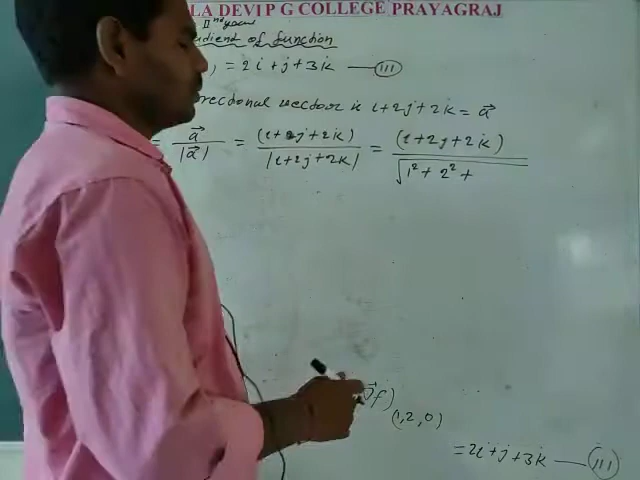 LA DEVI P G COLLEGE PRAYAGRAJ
IInd year
adient of function
) = 2i + j + 3k — (III)
rectional vector is i + 2j + 2k = a⃗
= a⃗ / |a⃗| = (i + 2j + 2k) / |i + 2j + 2k| = (i + 2j + 2k) / √1² + 2² +
∇⃗f)(1,2,0)
= 2i + j + 3k — (III)